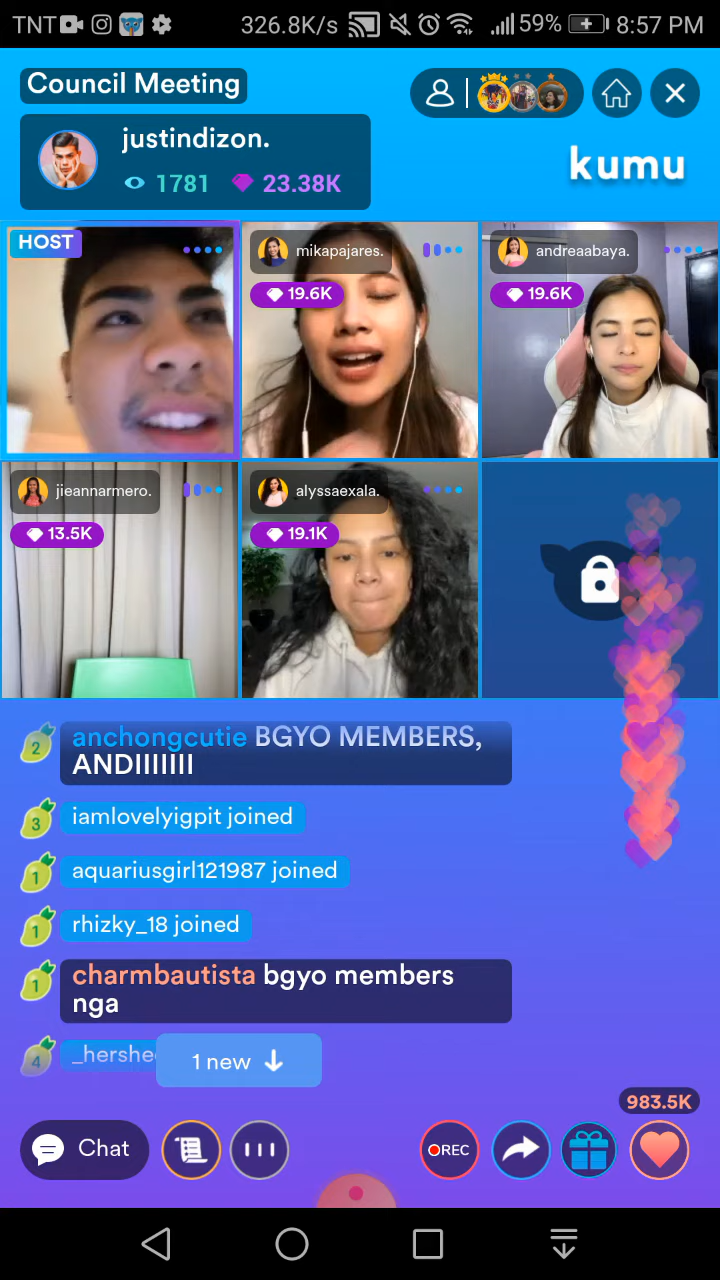 TNT 326.8K/s 59% 8:57 PM
Council Meeting
justindizon.
1781 23.38K
kumu
HOST
mikapajares.
19.6K
andreaabaya.
19.6K
jieannarmero.
13.5K
alyssaexala.
19.1K
2 anchongcutie BGYO MEMBERS,
ANDIIIIIII
3 iamlovelyigpit joined
1 aquariusgirl121987 joined
1 rhizky_18 joined
1 charmbautista bgyo members
nga
4 _hershe
1 new
983.5K
Chat
REC